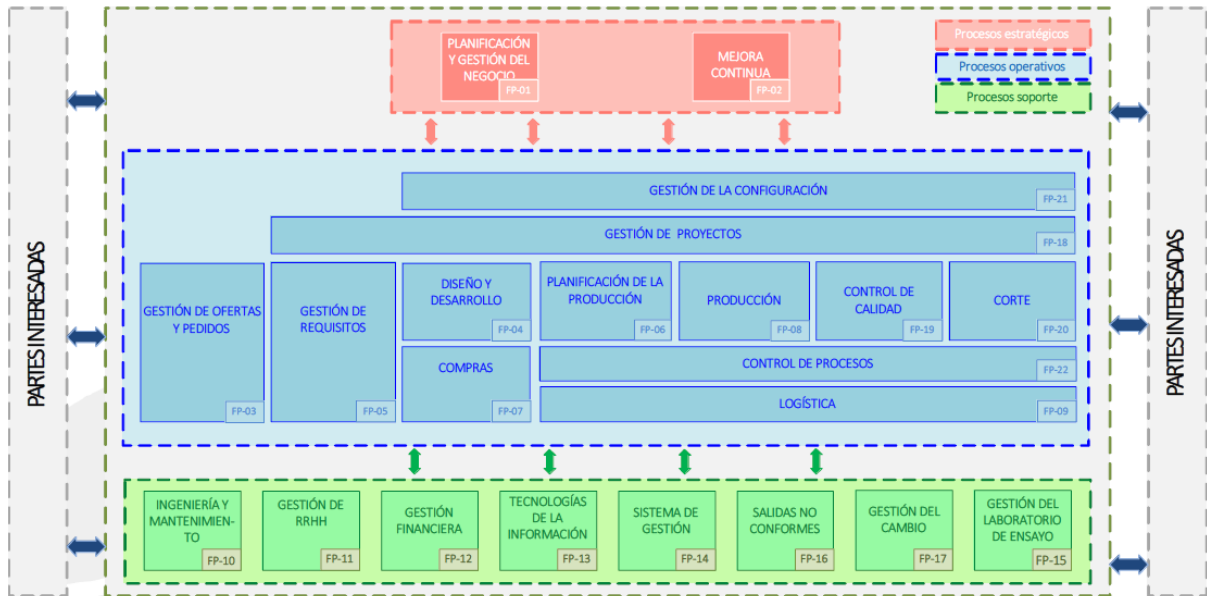 PARTES INTERESADAS
PLANIFICACIÓN
Y GESTIÓN DEL
NEGOCIO
FP-01
MEJORA
CONTINUA
FP-02
Procesos estratégicos
Procesos operativos
Procesos soporte
GESTIÓN DE LA CONFIGURACIÓN
FP-21
GESTIÓN DE PROYECTOS
FP-18
GESTIÓN DE OFERTAS
Y PEDIDOS
FP-03
GESTIÓN DE
REQUISITOS
FP-05
DISEÑO Y
DESARROLLO
FP-04
PLANIFICACIÓN DE LA
PRODUCCIÓN
FP-06
PRODUCCIÓN
FP-08
CONTROL DE
CALIDAD
FP-19
CORTE
FP-20
COMPRAS
FP-07
CONTROL DE PROCESOS
FP-22
LOGÍSTICA
FP-09
INGENIERÍA Y
MANTENIMIEN-
TO
FP-10
GESTIÓN DE
RRHH
FP-11
GESTIÓN
FINANCIERA
FP-12
TECNOLOGÍAS
DE LA
INFORMACIÓN
FP-13
SISTEMA DE
GESTIÓN
FP-14
SALIDAS NO
CONFORMES
FP-16
GESTIÓN DEL
CAMBIO
FP-17
GESTIÓN DEL
LABORATORIO
DE ENSAYO
FP-15
PARTES INTERESADAS